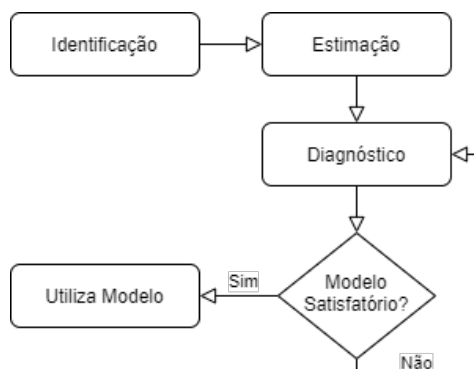 Identificação
Estimação
Diagnóstico
Modelo
Satisfatório?
Sim
Utiliza Modelo
Não